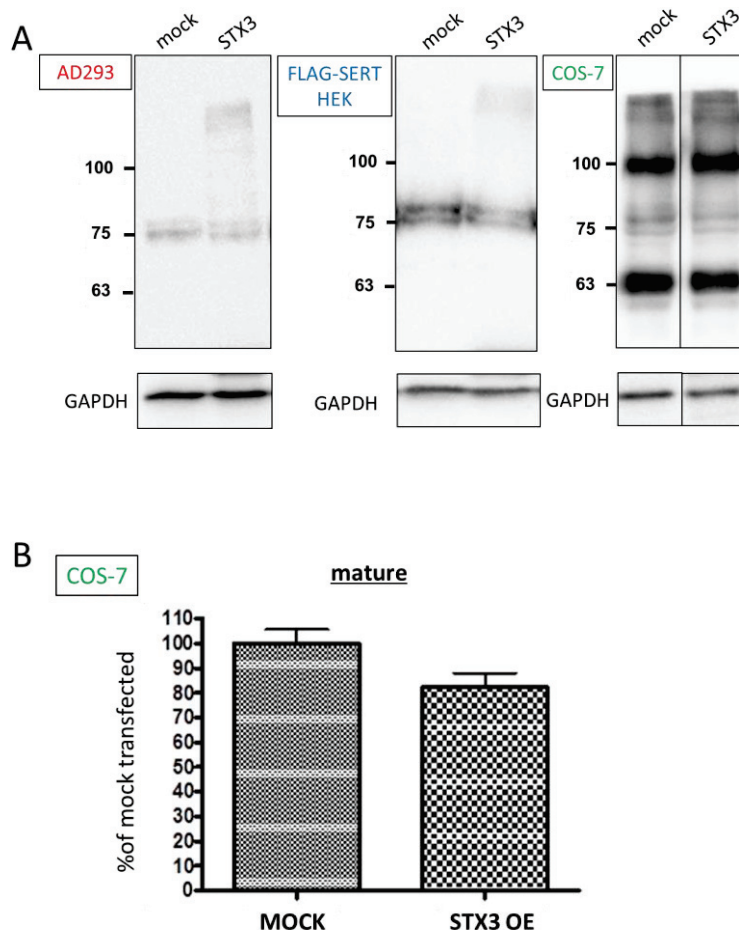 A
mock STX3
AD293
100
75
63
GAPDH
mock STX3
FLAG-SERT
HEK
100
75
63
GAPDH
mock STX3
COS-7
100
75
63
GAPDH
B
COS-7
mature
%of mock transfected
110
100
90
80
70
60
50
40
30
20
10
0
MOCK STX3 OE